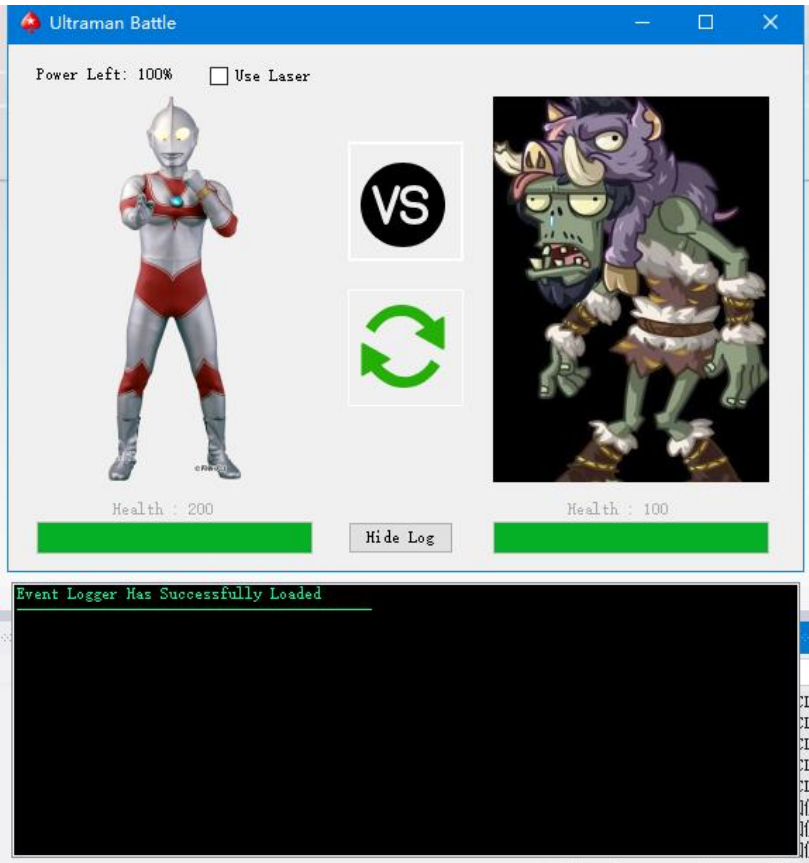 Ultraman Battle
Power Left: 100%
Use Laser
VS
Health : 200
Health : 100
Hide Log
Event Logger Has Successfully Loaded